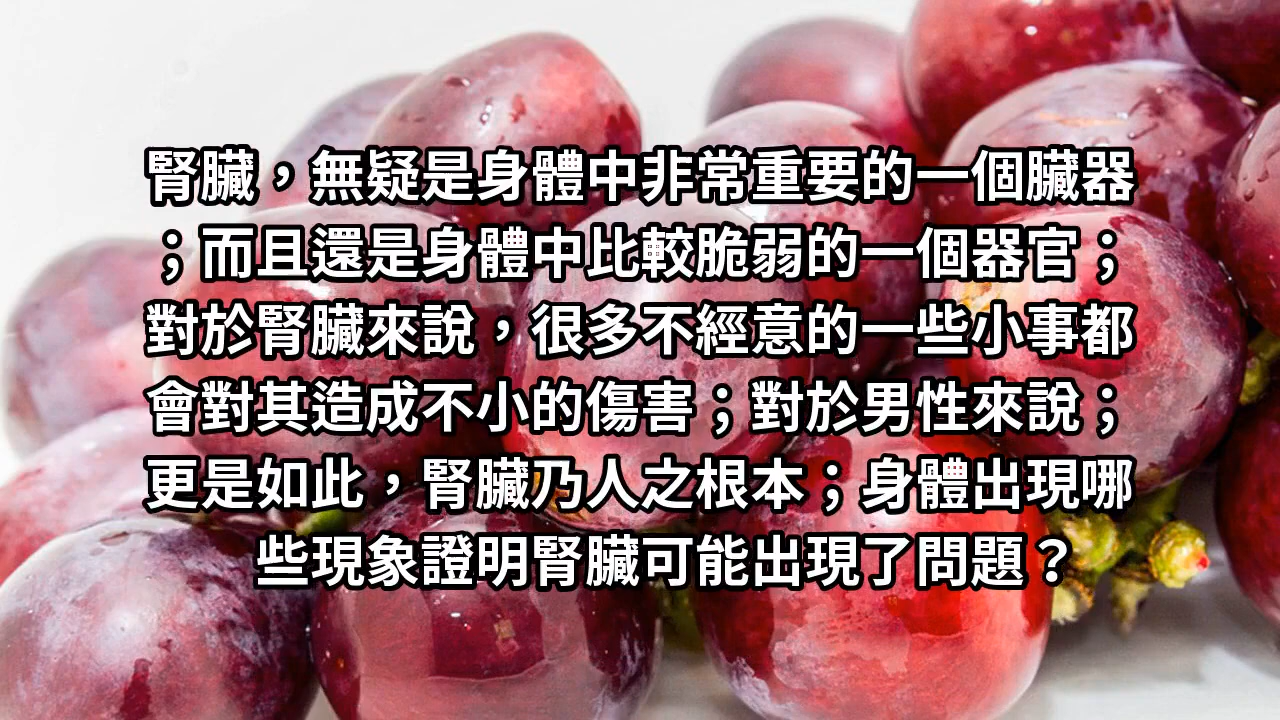 腎臟，無疑是身體中非常重要的一個臟器
；而且還是身體中比較脆弱的一個器官；
對於腎臟來說，很多不經意的一些小事都
會對其造成不小的傷害；對於男性來說；
更是如此，腎臟乃人之根本；身體出現哪
些現象證明腎臟可能出現了問題？